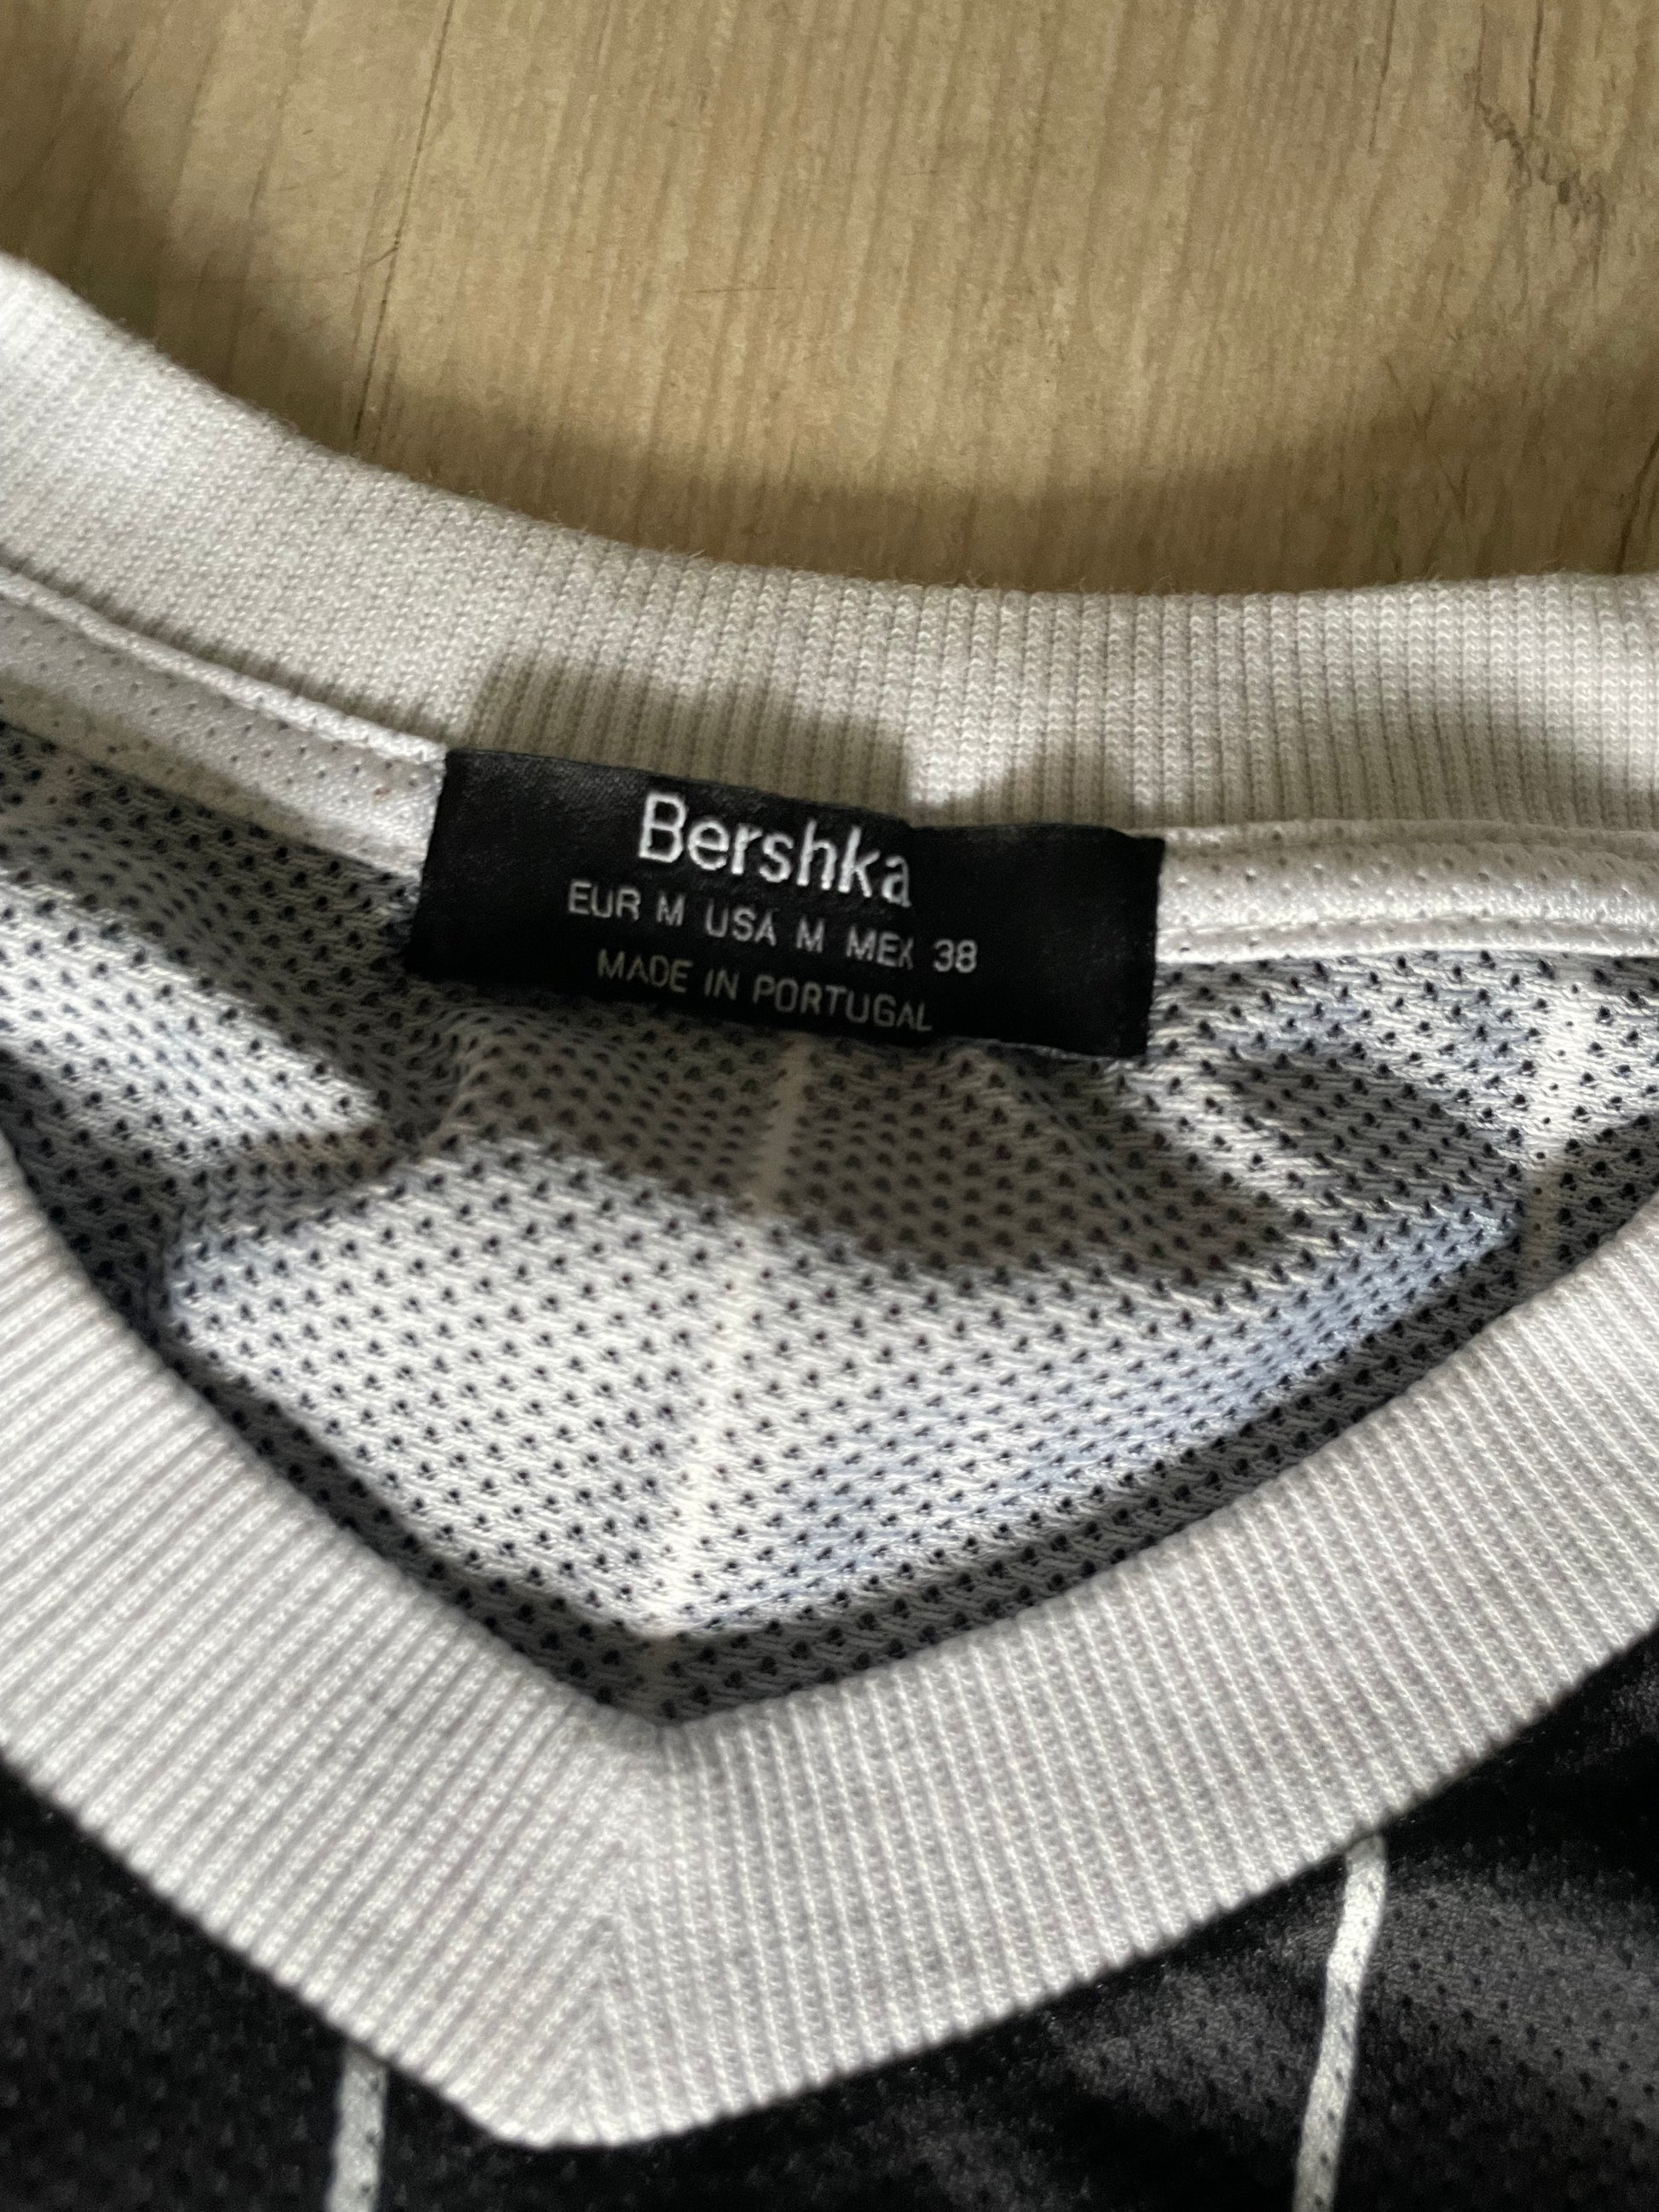 Bershka
EUR M USA M MEX 38
MADE IN PORTUGAL